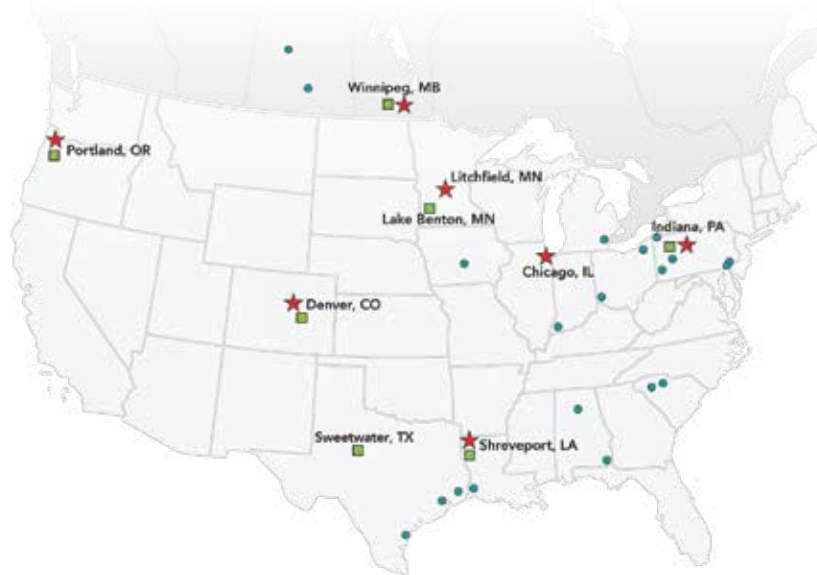 Winnipeg, MB
Portland, OR
Litchfield, MN
Lake Benton, MN
Indiana, PA
Chicago, IL
Denver, CO
Sweetwater, TX
Shreveport, LA